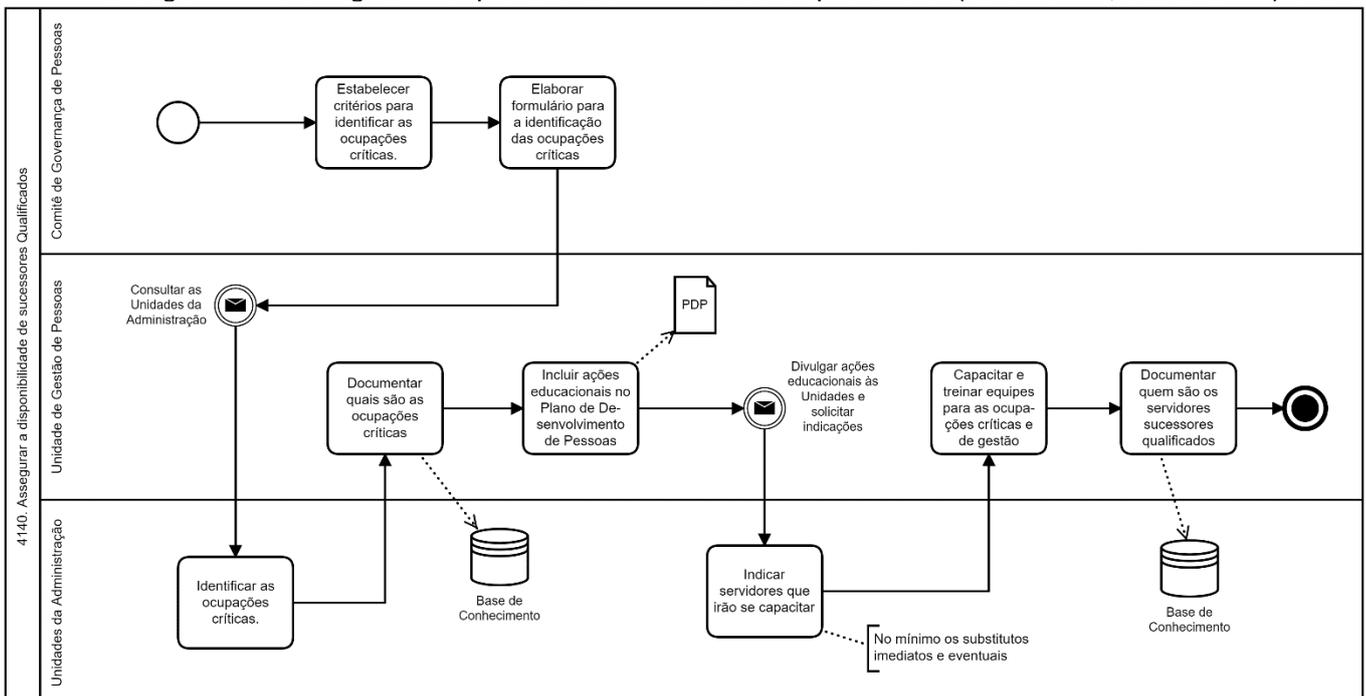 4140. Assegurar a disponibilidade de sucessores Qualificados
Comitê de Governança de Pessoas
Estabelecer
critérios para
identificar as
ocupações
críticas.
Elaborar
formulário para
a identificação
das ocupações
críticas
Unidade de Gestão de Pessoas
Consultar as
Unidades da
Administração
Documentar
quais são as
ocupações
críticas
Incluir ações
educacionais no
Plano de De-
senvolvimento
de Pessoas
PDP
Divulgar ações
educacionais às
Unidades e
solicitar
indicações
Capacitar e
treinar equipes
para as ocupa-
ções críticas e
de gestão
Documentar
quem são os
servidores
sucessores
qualificados
Unidades da Administração
Identificar as
ocupações
críticas.
Base de
Conhecimento
Indicar
servidores que
irão se capacitar
No mínimo os substitutos
imediatos e eventuais
Base de
Conhecimento